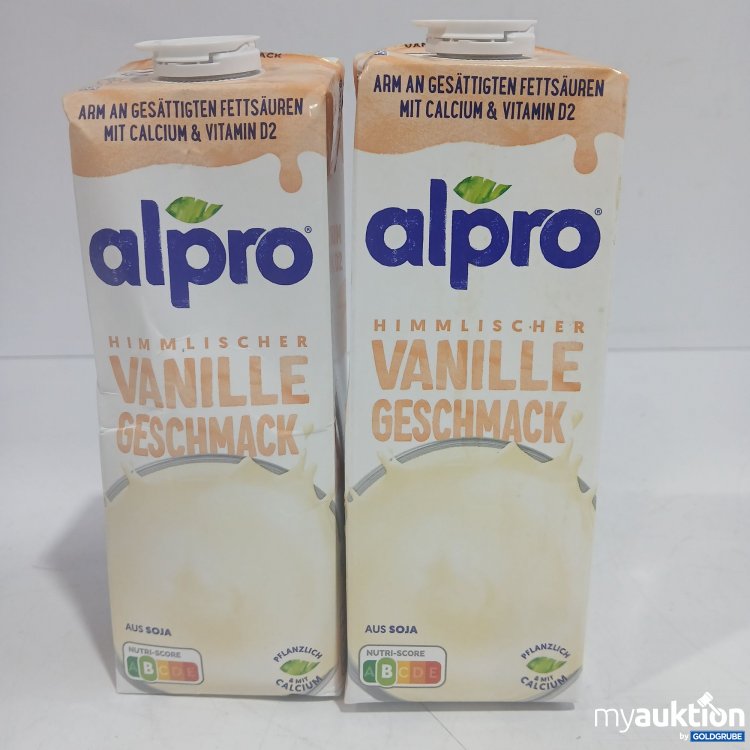 ARM AN GESÄTTIGTEN FETTSÄUREN
MIT CALCIUM & VITAMIN D2
alpro®
HIMMLISCHER
VANILLE
GESCHMACK
AUS SOJA
NUTRI-SCORE
ABCDE
PFLANZLICH
& MIT
CALCIUM
ARM AN GESÄTTIGTEN FETTSÄUREN
MIT CALCIUM & VITAMIN D2
alpro®
HIMMLISCHER
VANILLE
GESCHMACK
AUS SOJA
NUTRI-SCORE
ABCDE
PFLANZLICH
& MIT
CALCIUM
myauktion
by GOLDGRUBE